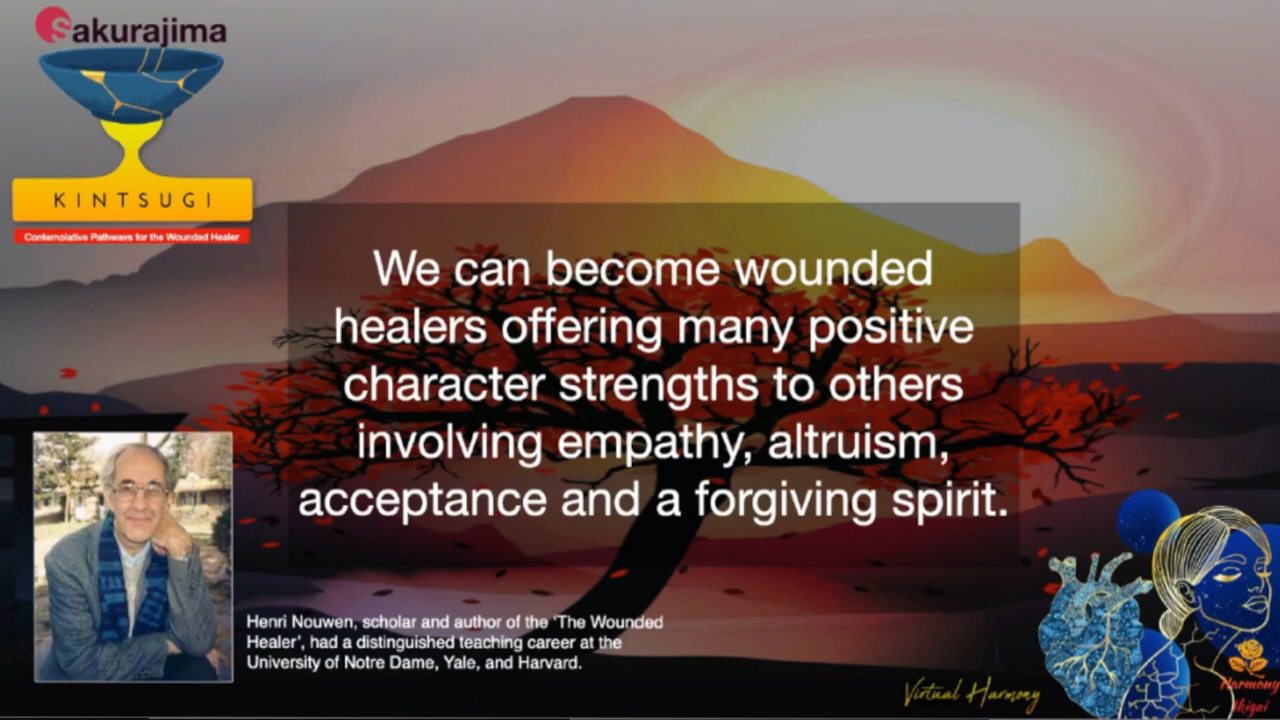 Sakurajima
KINTSUGI
Contemplative Pathways for the Wounded Healer
We can become wounded
healers offering many positive
character strengths to others
involving empathy, altruism,
acceptance and a forgiving spirit.
Henri Nouwen, scholar and author of the 'The Wounded
Healer', had a distinguished teaching career at the
University of Notre Dame, Yale, and Harvard.
Virtual Harmony
Harmony
Ikigai